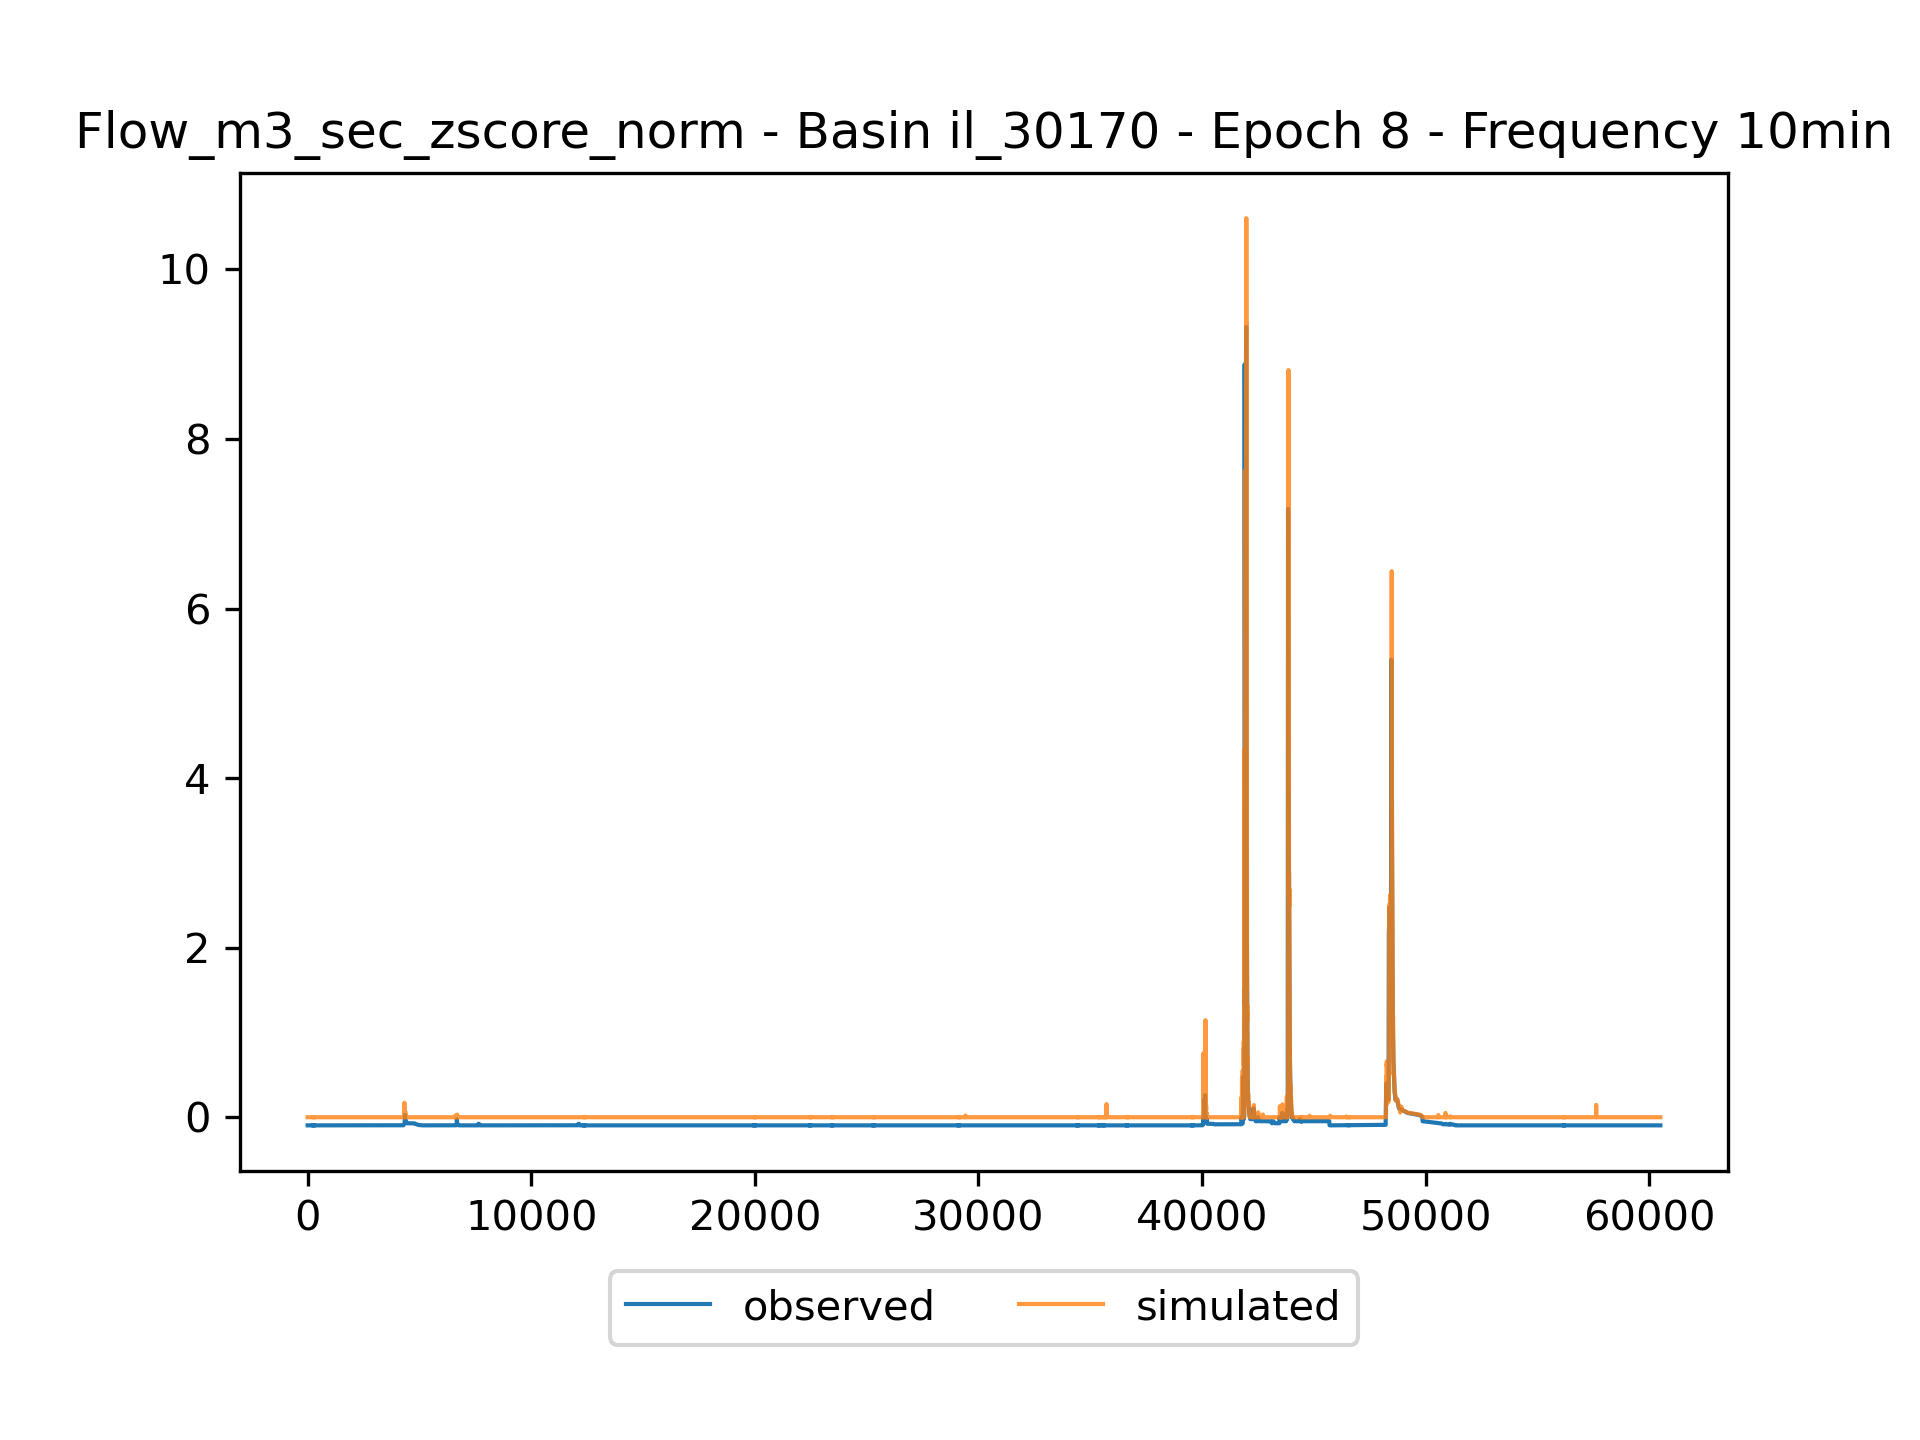 Flow_m3_sec_zscore_norm - Basin il_30170 - Epoch 8 - Frequency 10min
10
8
6
4
2
0
0 10000 20000 30000 40000 50000 60000
observed simulated